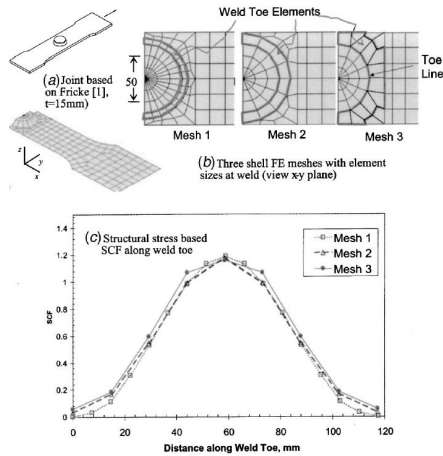 Weld Toe Elements
(a) Joint based
on Fricke [1],
t=15mm)
50
Toe
Line
Mesh 1
Mesh 2
Mesh 3
z
y
x
(b) Three shell FE meshes with element
sizes at weld (view x-y plane)
(c) Structural stress based
SCF along weld toe
Mesh 1
Mesh 2
Mesh 3
SCF
1.4
1.2
1
0.8
0.6
0.4
0.2
0
0 20 40 60 80 100 120
Distance along Weld Toe, mm